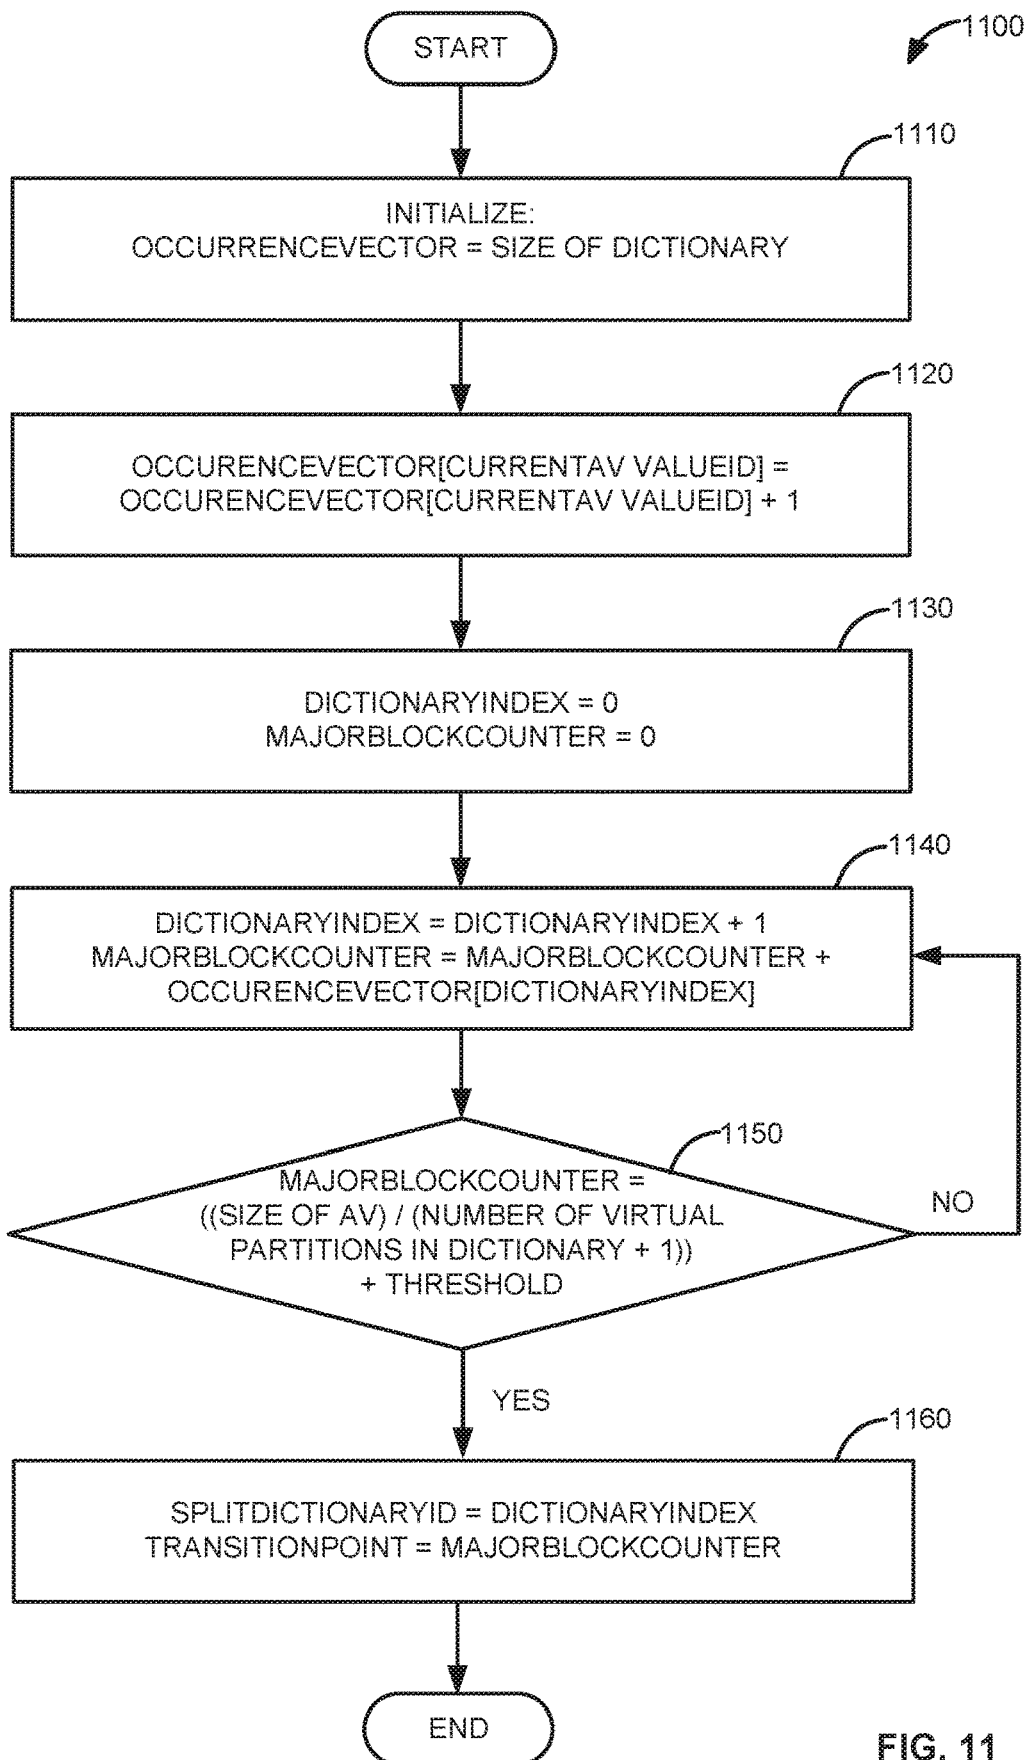 START
1100
1110
INITIALIZE:
OCCURRENCEVECTOR = SIZE OF DICTIONARY
1120
OCCURENCEVECTOR[CURRENTAV VALUEID] =
OCCURENCEVECTOR[CURRENTAV VALUEID] + 1
1130
DICTIONARYINDEX = 0
MAJORBLOCKCOUNTER = 0
1140
DICTIONARYINDEX = DICTIONARYINDEX + 1
MAJORBLOCKCOUNTER = MAJORBLOCKCOUNTER +
OCCURENCEVECTOR[DICTIONARYINDEX]
1150
MAJORBLOCKCOUNTER =
((SIZE OF AV) / (NUMBER OF VIRTUAL
PARTITIONS IN DICTIONARY + 1))
+ THRESHOLD
NO
YES
1160
SPLITDICTIONARYID = DICTIONARYINDEX
TRANSITIONPOINT = MAJORBLOCKCOUNTER
END
FIG. 11